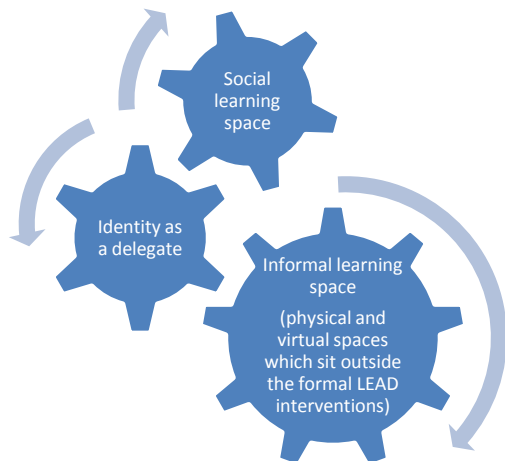 Social
learning
space
Identity as
a delegate
Informal learning
space
(physical and
virtual spaces
which sit outside
the formal LEAD
interventions)